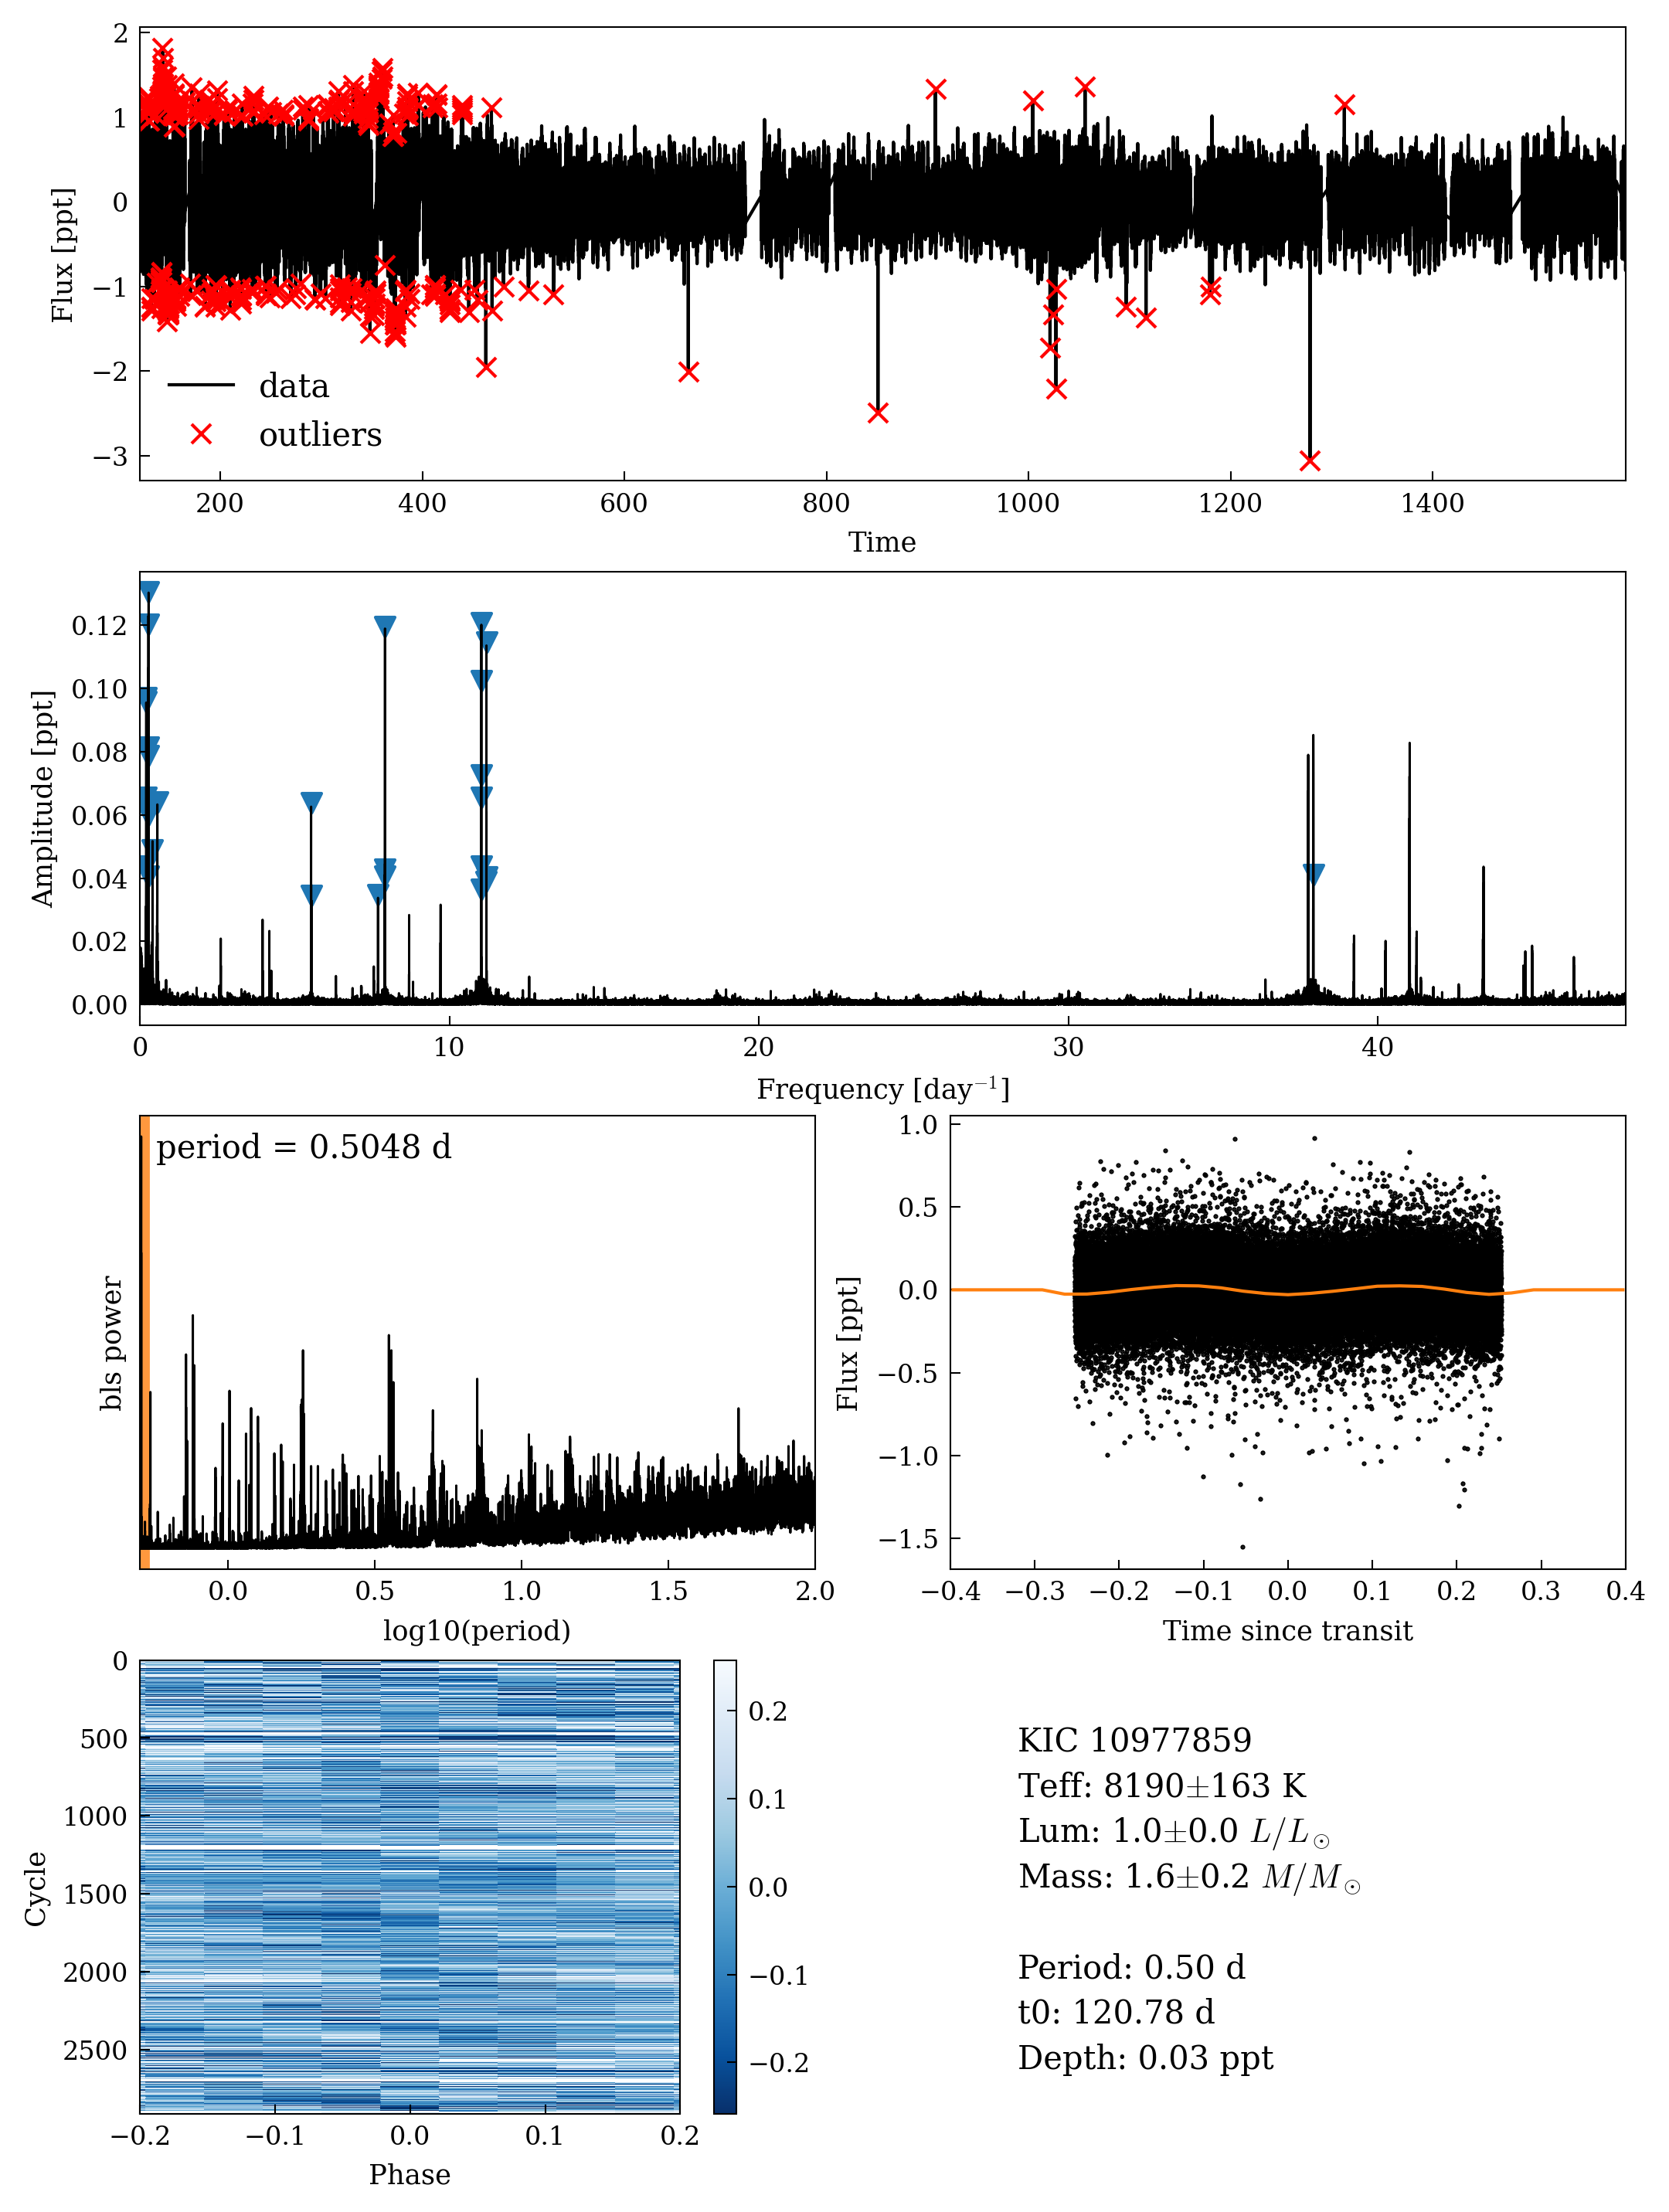 2
1
0
−1
−2
−3
Flux [ppt]
data
outliers
200 400 600 800 1000 1200 1400
Time
0.12
0.10
0.08
0.06
0.04
0.02
0.00
Amplitude [ppt]
0 10 20 30 40
Frequency [day⁻¹]
period = 0.5048 d
bls power
0.0 0.5 1.0 1.5 2.0
log10(period)
1.0
0.5
0.0
−0.5
−1.0
−1.5
Flux [ppt]
−0.4 −0.3 −0.2 −0.1 0.0 0.1 0.2 0.3 0.4
Time since transit
0
500
1000
1500
2000
2500
Cycle
−0.2 −0.1 0.0 0.1 0.2
Phase
0.2
0.1
0.0
−0.1
−0.2
KIC 10977859
Teff: 8190±163 K
Lum: 1.0±0.0 L/L⊙
Mass: 1.6±0.2 M/M⊙
Period: 0.50 d
t0: 120.78 d
Depth: 0.03 ppt